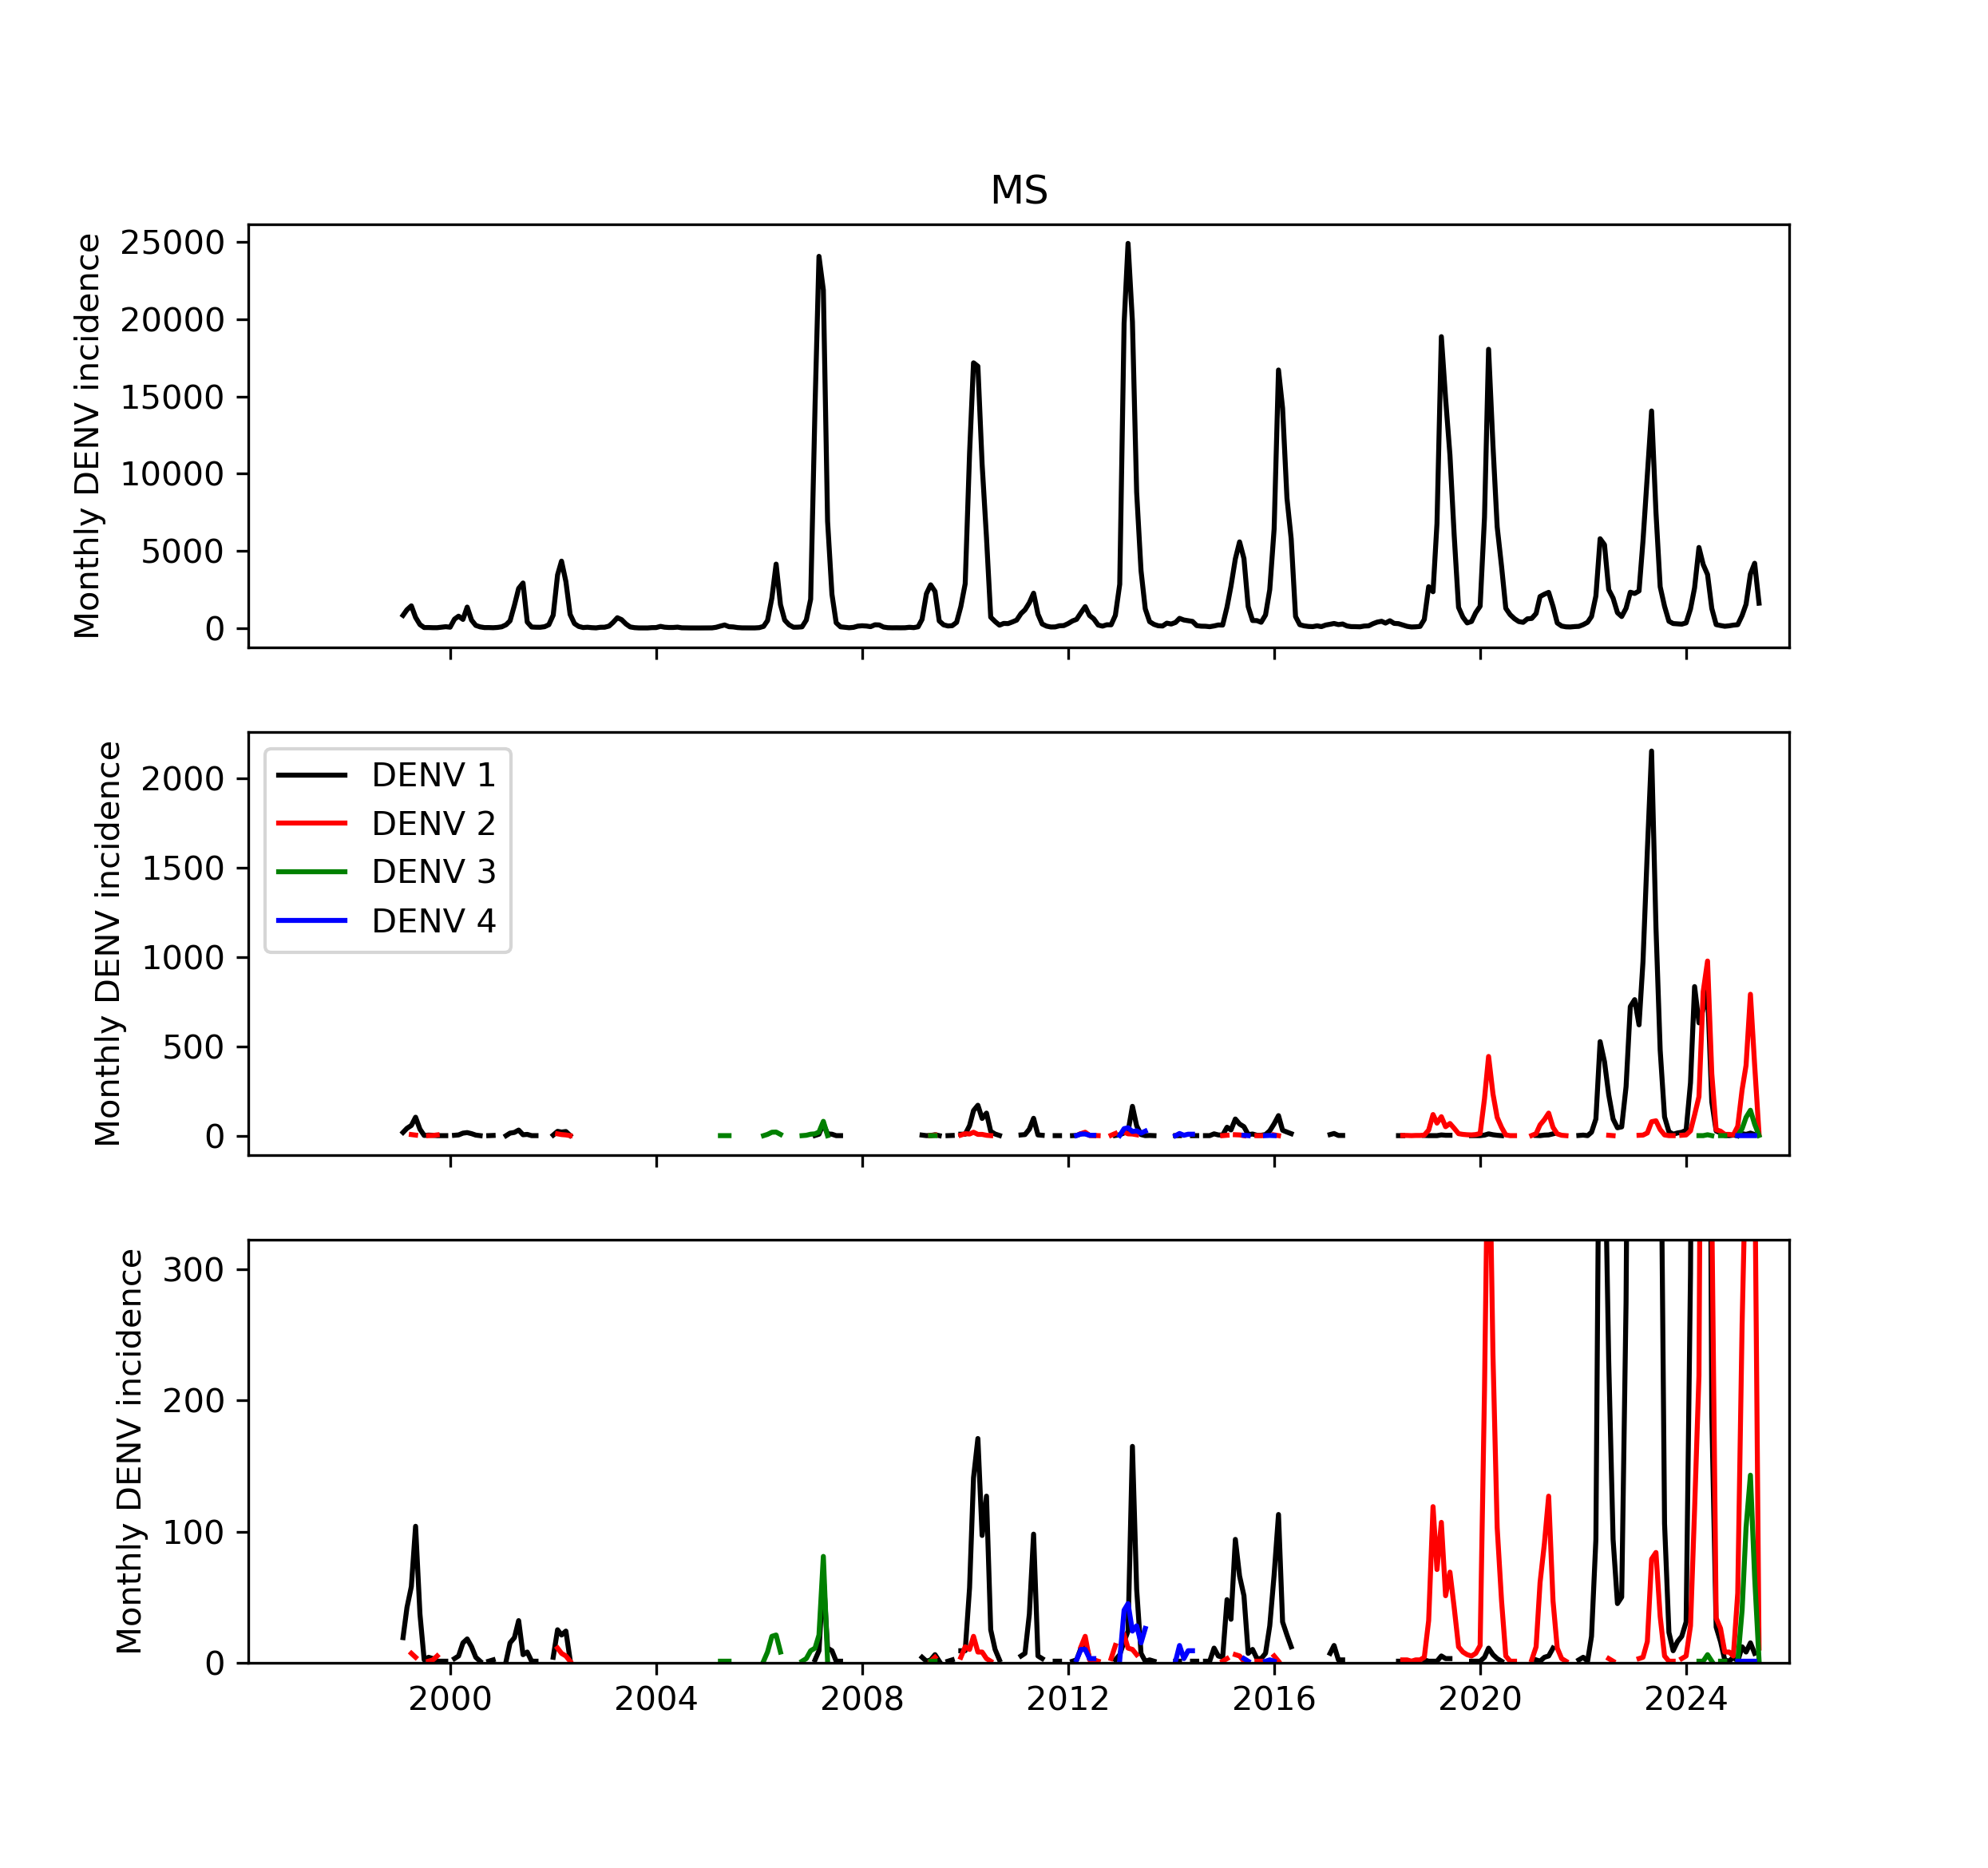 MS
Monthly DENV incidence
25000
20000
15000
10000
5000
0
Monthly DENV incidence
2000
1500
1000
500
0
DENV 1
DENV 2
DENV 3
DENV 4
Monthly DENV incidence
300
200
100
0
2000 2004 2008 2012 2016 2020 2024